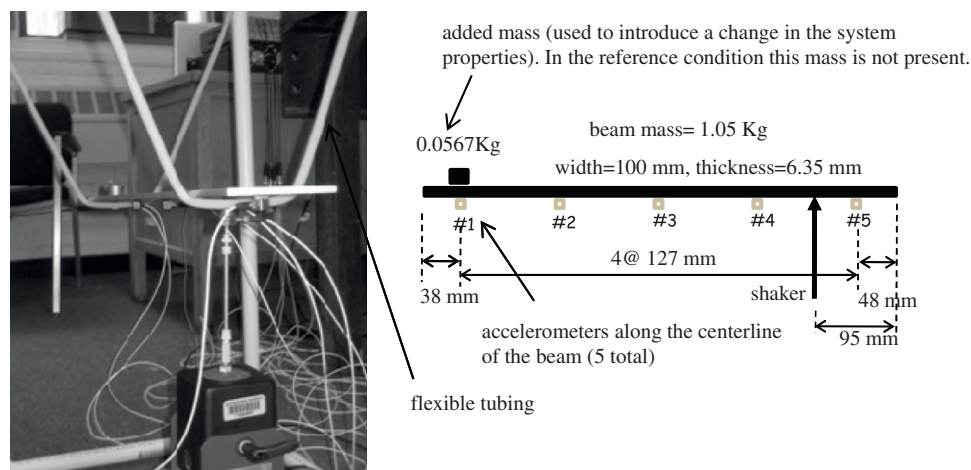 added mass (used to introduce a change in the system
properties). In the reference condition this mass is not present.
0.0567Kg
beam mass= 1.05 Kg
width=100 mm, thickness=6.35 mm
#1
#2
#3
#4
#5
4@ 127 mm
38 mm
shaker
48 mm
95 mm
accelerometers along the centerline
of the beam (5 total)
flexible tubing